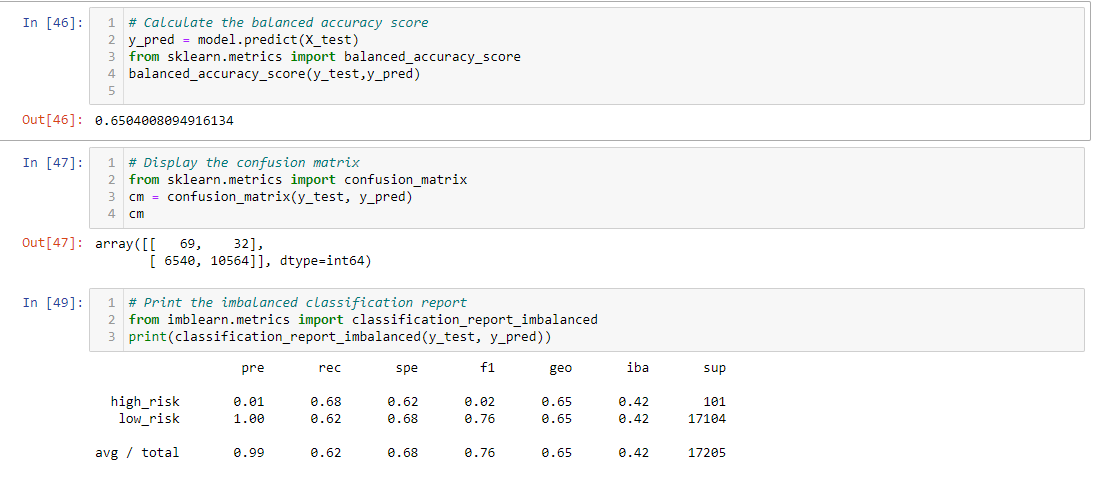 In [46]:
1 # Calculate the balanced accuracy score
2 y_pred = model.predict(X_test)
3 from sklearn.metrics import balanced_accuracy_score
4 balanced_accuracy_score(y_test,y_pred)
5
Out[46]: 0.6504008094916134
In [47]:
1 # Display the confusion matrix
2 from sklearn.metrics import confusion_matrix
3 cm = confusion_matrix(y_test, y_pred)
4 cm
Out[47]: array([[   69,    32],
       [ 6540, 10564]], dtype=int64)
In [49]:
1 # Print the imbalanced classification report
2 from imblearn.metrics import classification_report_imbalanced
3 print(classification_report_imbalanced(y_test, y_pred))
pre rec spe f1 geo iba sup
high_risk 0.01 0.68 0.62 0.02 0.65 0.42 101
low_risk 1.00 0.62 0.68 0.76 0.65 0.42 17104
avg / total 0.99 0.62 0.68 0.76 0.65 0.42 17205